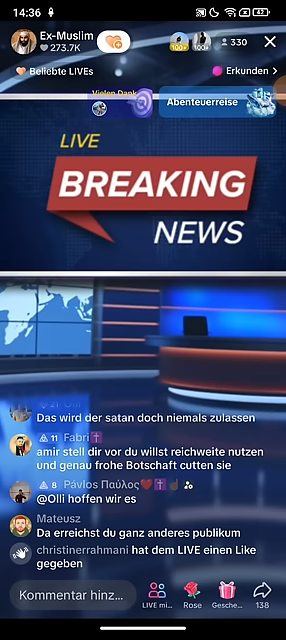 14:36
42
Ex-Muslim
273.7K
100+
100+
330
Beliebte LIVEs
Erkunden
Vielen Dank
Abenteuerreise
LIVE
BREAKING
NEWS
Das wird der satan doch niemals zulassen
11 Fabri
amir stell dir vor du willst reichweite nutzen
und genau frohe Botschaft cutten sie
8 Pávlos Παῦλος
@Olli hoffen wir es
Mateusz
Da erreichst du ganz anderes publikum
christinerrahmani hat dem LIVE einen Like
gegeben
Kommentar hinz...
LIVE mi...
Rose
Gesche...
138